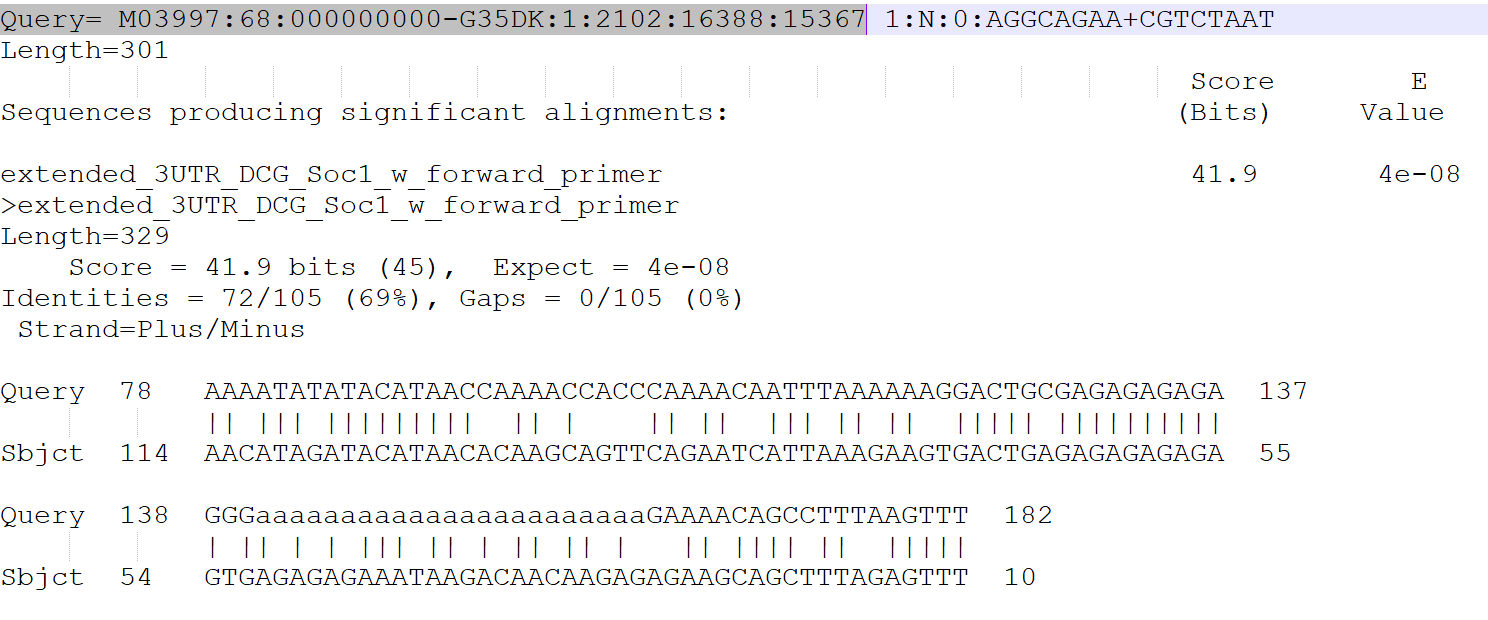 Query= M03997:68:000000000-G35DK:1:2102:16388:15367 1:N:0:AGGCAGAA+CGTCTAAT
Length=301
Score E
Sequences producing significant alignments: (Bits) Value
extended_3UTR_DCG_Soc1_w_forward_primer 41.9 4e-08
>extended_3UTR_DCG_Soc1_w_forward_primer
Length=329
Score = 41.9 bits (45), Expect = 4e-08
Identities = 72/105 (69%), Gaps = 0/105 (0%)
Strand=Plus/Minus
Query 78 AAAATATATACATAACCAAAACCACCCAAAACAATTTAAAAAAGGACTGCGAGAGAGAGA 137
|| ||| ||||||||| || | || || ||| || || ||||| ||||||||||
Sbjct 114 AACATAGATACATAACACAAGCAGTTCAGAATCATTAAAGAAGTGACTGAGAGAGAGAGA 55
Query 138 GGGaaaaaaaaaaaaaaaaaaaaaaaGAAAACAGCCTTTAAGTTT 182
| || | | ||| || | || || | || |||| || |||||
Sbjct 54 GTGAGAGAGAAATAAGACAACAAGAGAGAAGCAGCTTTAGAGTTT 10